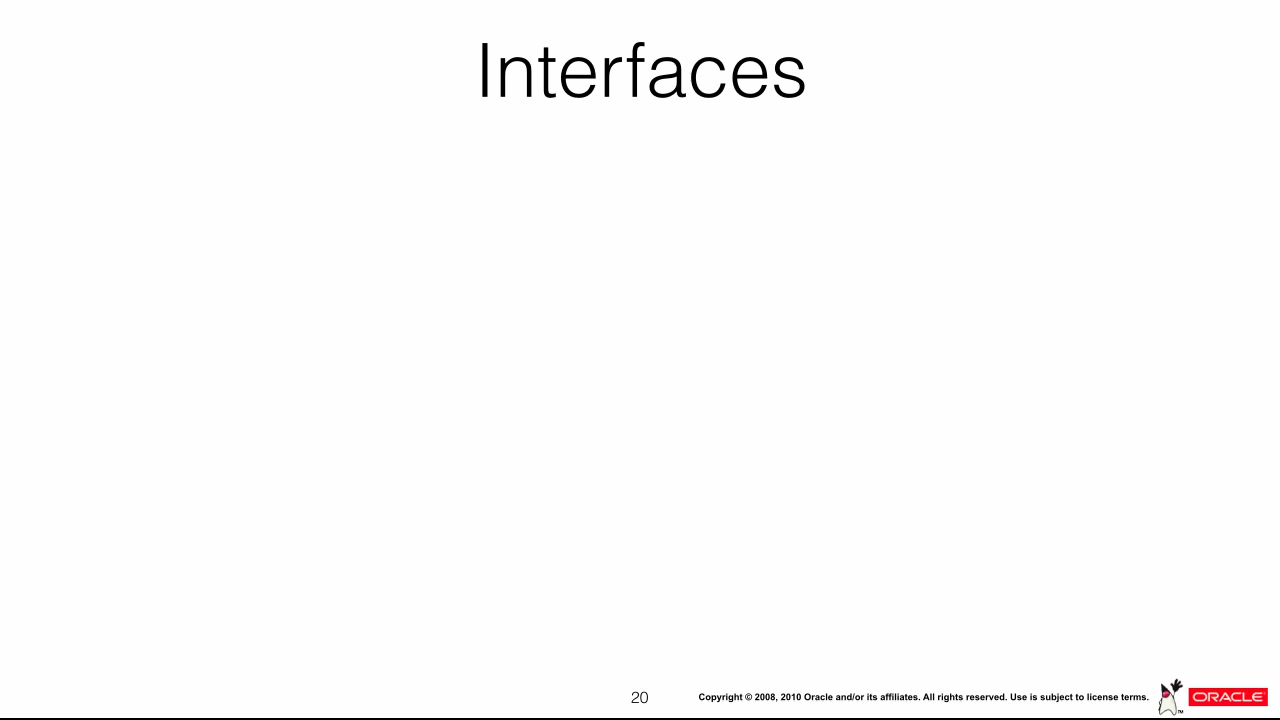 Interfaces
20
Copyright © 2008, 2010 Oracle and/or its affiliates. All rights reserved. Use is subject to license terms.
TM
ORACLE